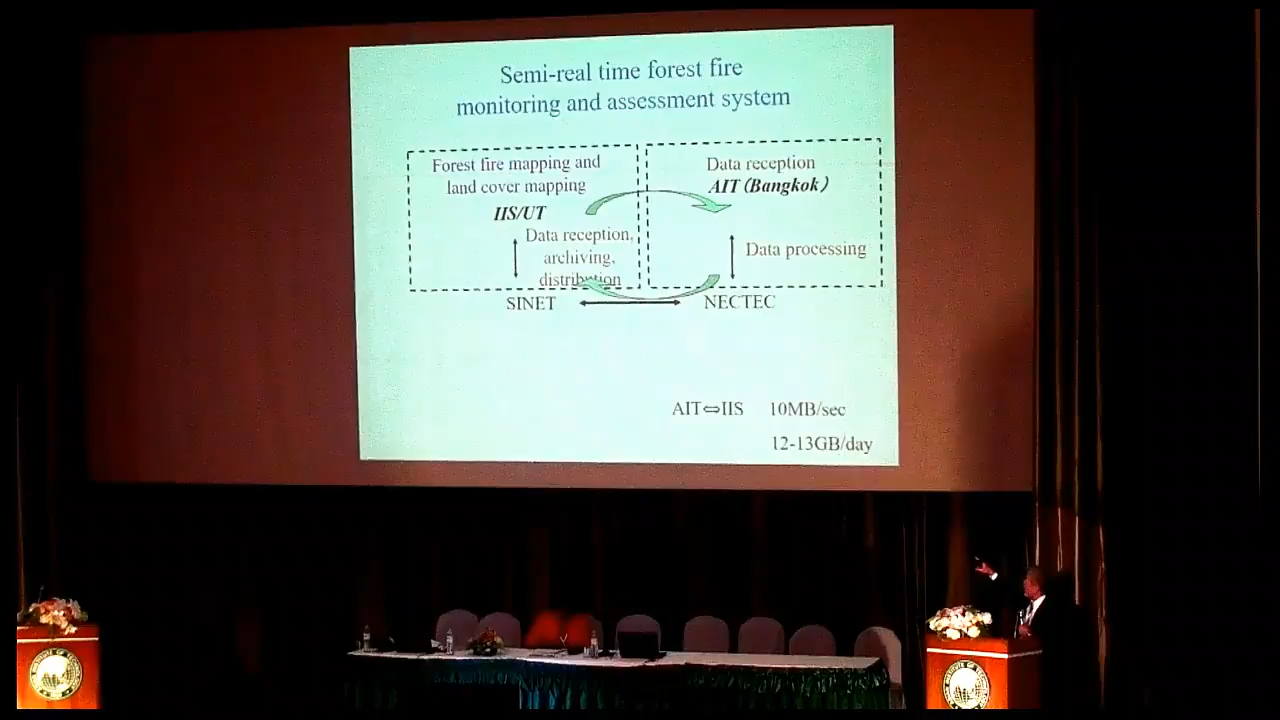 Semi-real time forest fire
monitoring and assessment system
Forest fire mapping and
land cover mapping
IIS/UT
Data reception,
archiving,
distribution
SINET
Data reception
AIT (Bangkok)
Data processing
NECTEC
AIT⇔IIS 10MB/sec
12-13GB/day